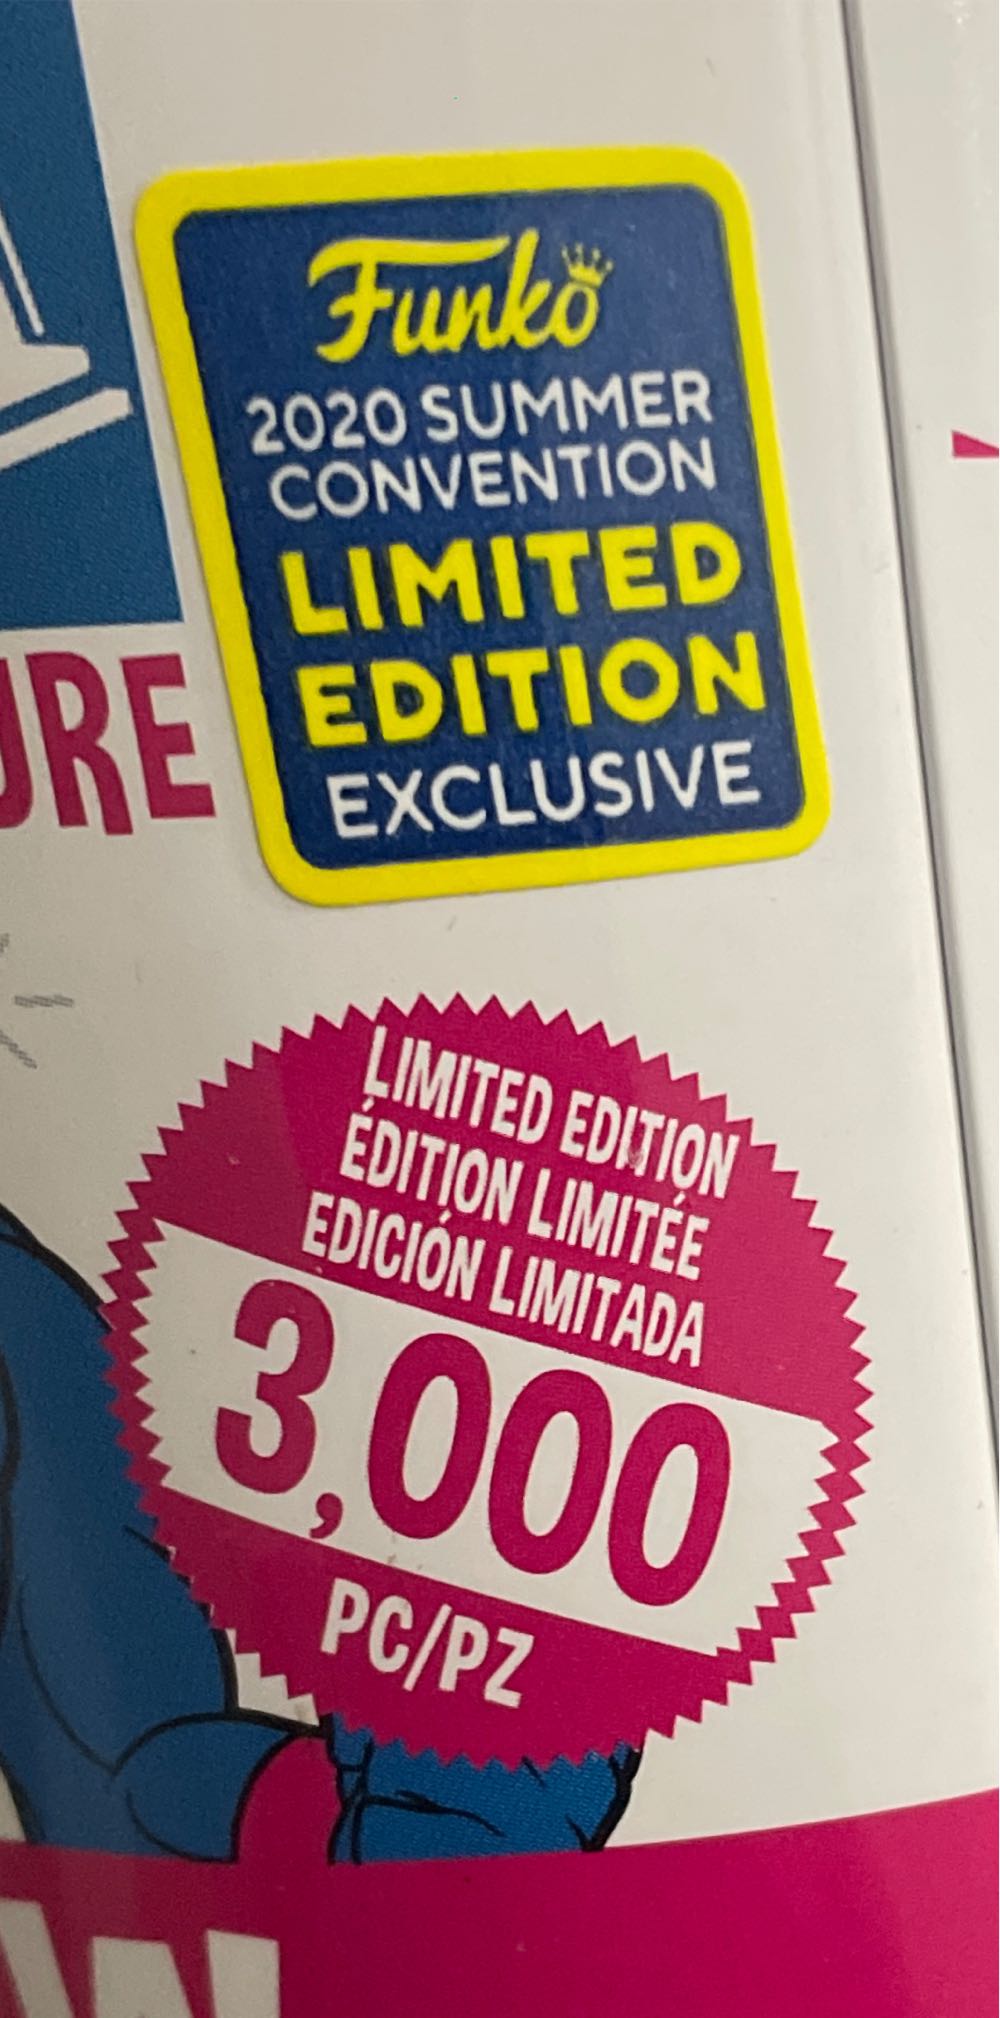 Funko
2020 SUMMER
CONVENTION
LIMITED
EDITION
EXCLUSIVE
URE
LIMITED EDITION
ÉDITION LIMITÉE
EDICIÓN LIMITADA
3,000
PC/PZ
W